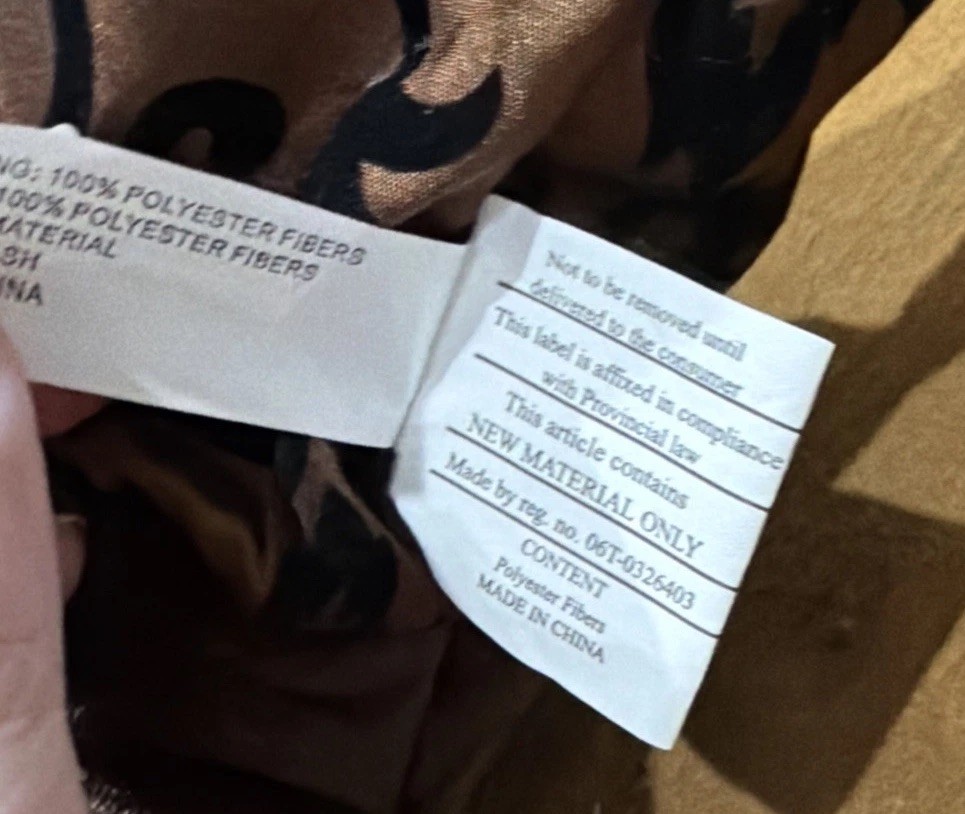 NG: 100% POLYESTER FIBERS
100% POLYESTER FIBERS
MATERIAL
SH
INA
Not to be removed until
delivered to the consumer
This label is affixed in compliance
with Provincial law
This article contains
NEW MATERIAL ONLY
Made by reg. no. 06T-0326403
CONTENT
Polyester Fibers
MADE IN CHINA